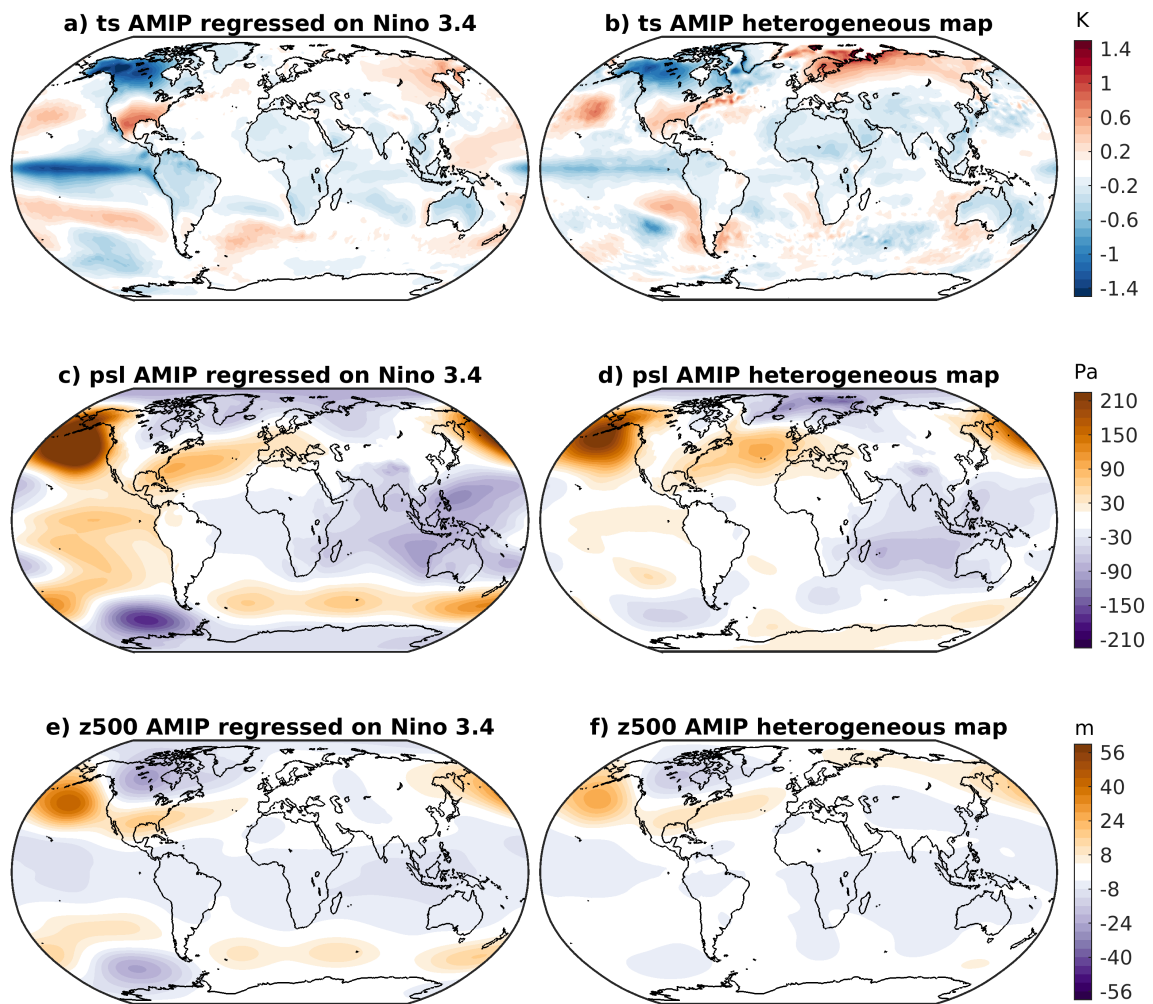 a) ts AMIP regressed on Nino 3.4
b) ts AMIP heterogeneous map
K
1.4
1
0.6
0.2
-0.2
-0.6
-1
-1.4
c) psl AMIP regressed on Nino 3.4
d) psl AMIP heterogeneous map
Pa
210
150
90
30
-30
-90
-150
-210
e) z500 AMIP regressed on Nino 3.4
f) z500 AMIP heterogeneous map
m
56
40
24
8
-8
-24
-40
-56